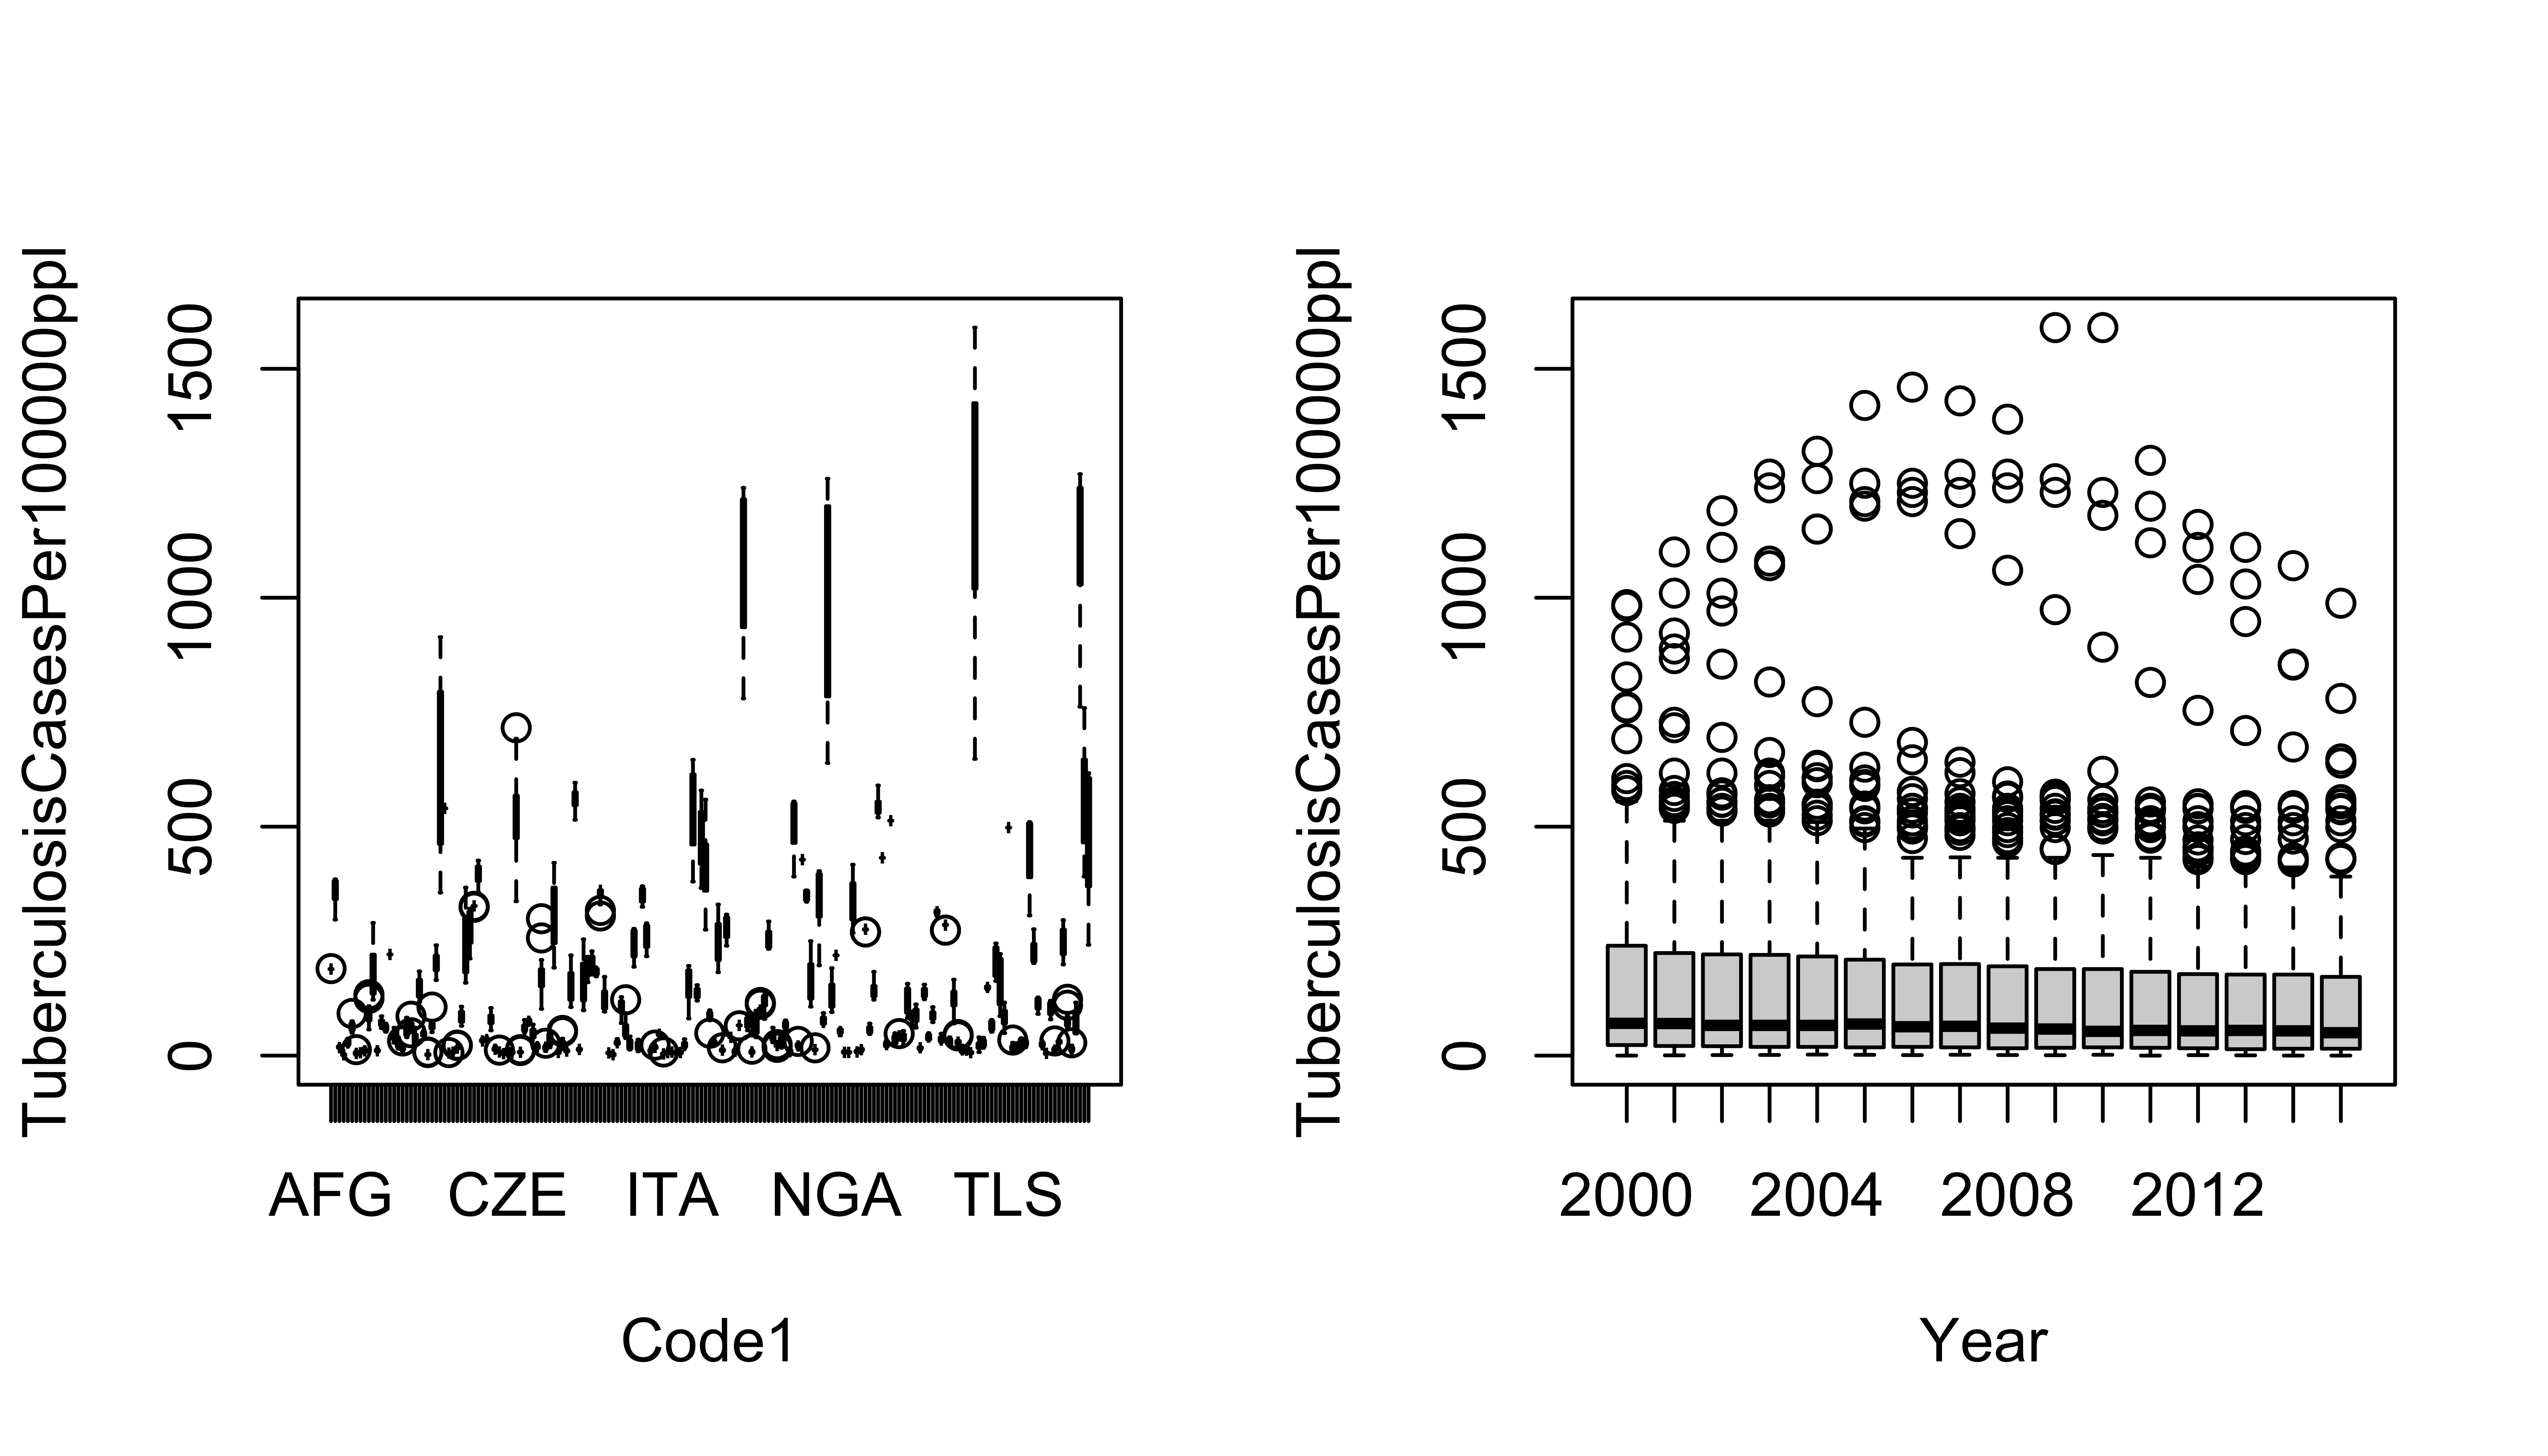 TuberculosisCasesPer100000ppl
1500
1000
500
0
AFG CZE ITA NGA TLS
Code1
TuberculosisCasesPer100000ppl
1500
1000
500
0
2000 2004 2008 2012
Year